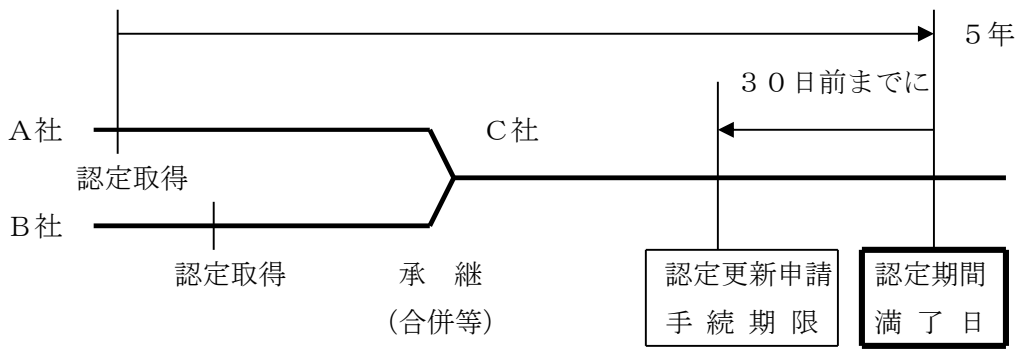 ５年
３０日前までに
Ａ社
Ｃ社
認定取得
Ｂ社
認定取得
承　継
(合併等)
認定更新申請
手 続 期 限
認定期間
満 了 日